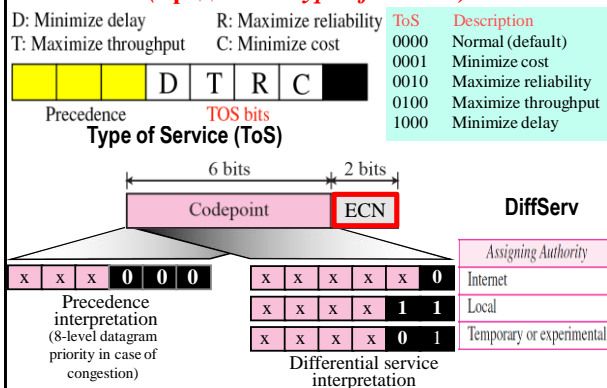 D: Minimize delay
R: Maximize reliability
T: Maximize throughput
C: Minimize cost
D T R C
Precedence
TOS bits
Type of Service (ToS)
ToS Description
0000 Normal (default)
0001 Minimize cost
0010 Maximize reliability
0100 Maximize throughput
1000 Minimize delay
6 bits
2 bits
Codepoint
ECN
DiffServ
x x x 0 0 0
Precedence
interpretation
(8-level datagram
priority in case of
congestion)
x x x x x 0
x x x x 1 1
x x x x 0 1
Differential service
interpretation
Assigning Authority
Internet
Local
Temporary or experimental